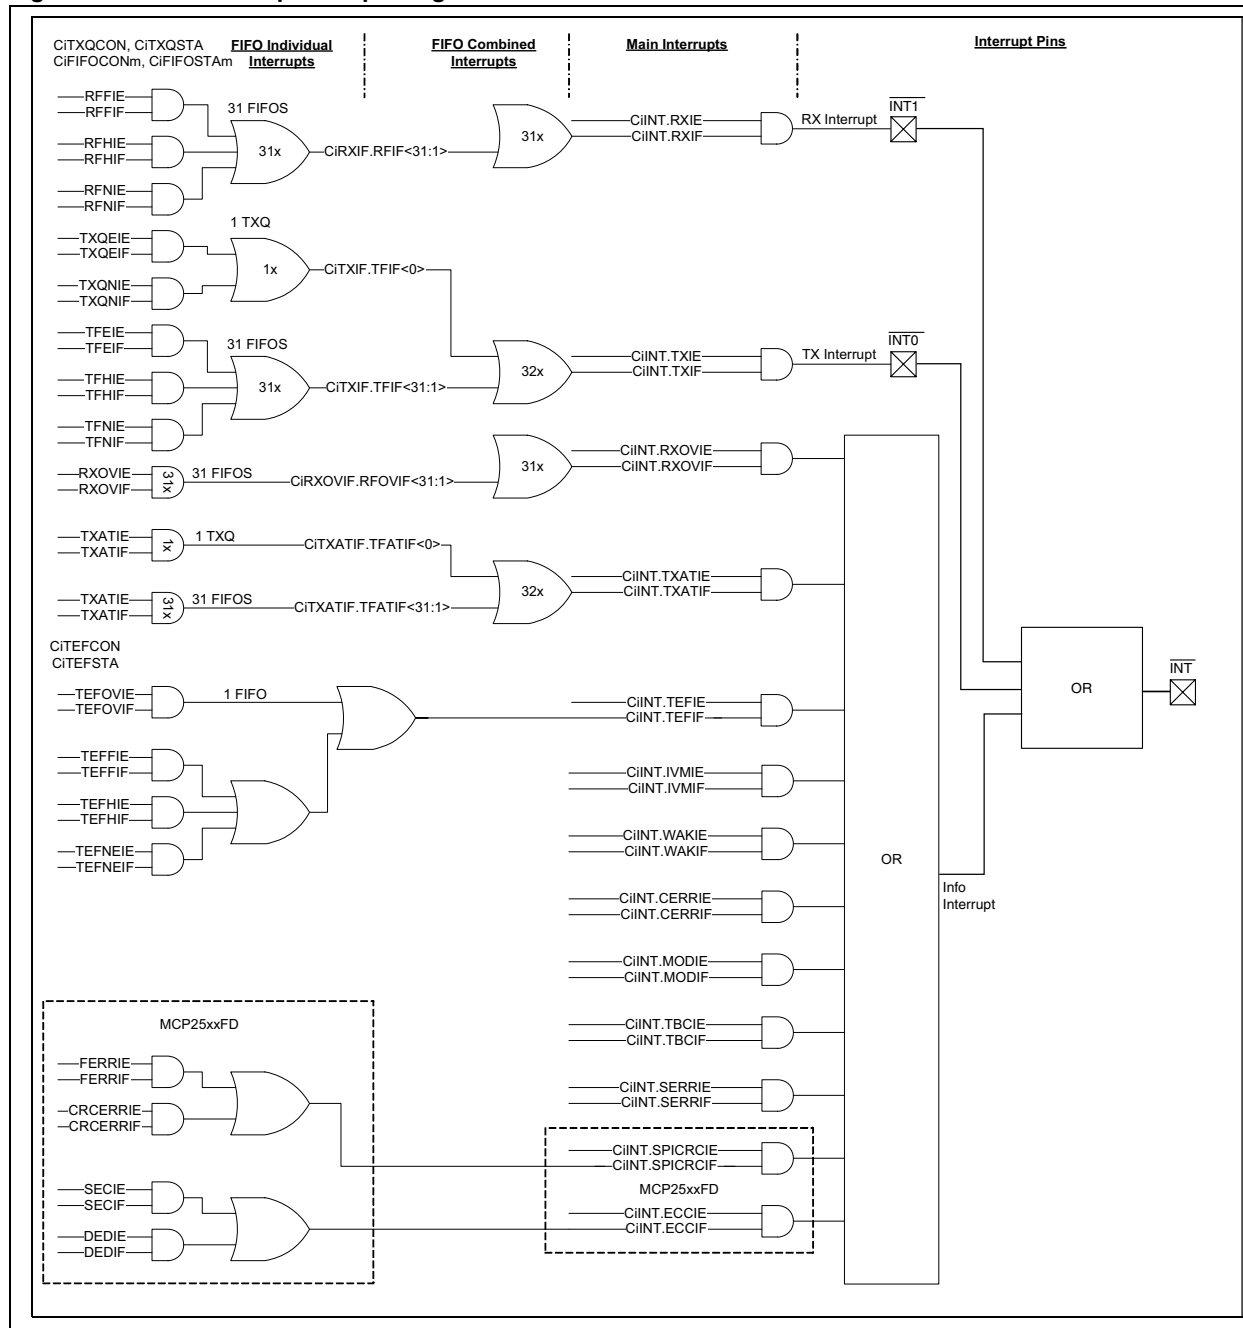 CiTXQCON, CiTXQSTA
CiFIFOCONm, CiFIFOSTAm
FIFO Individual
Interrupts
FIFO Combined
Interrupts
Main Interrupts
Interrupt Pins
RFFIE
RFFIF
RFHIE
RFHIF
RFNIE
RFNIF
31 FIFOS
31x
CiRXIF.RFIF<31:1>
31x
CiINT.RXIE
CiINT.RXIF
RX Interrupt
INT1
TXQEIE
TXQEIF
TXQNIE
TXQNIF
1 TXQ
1x
CiTXIF.TFIF<0>
TFEIE
TFEIF
TFHIE
TFHIF
TFNIE
TFNIF
31 FIFOS
31x
CiTXIF.TFIF<31:1>
32x
CiINT.TXIE
CiINT.TXIF
TX Interrupt
INT0
RXOVIE
RXOVIF
31x
31 FIFOS
CiRXOVIF.RFOVIF<31:1>
31x
CiINT.RXOVIE
CiINT.RXOVIF
TXATIE
TXATIF
1x
1 TXQ
CiTXATIF.TFATIF<0>
TXATIE
TXATIF
31x
31 FIFOS
CiTXATIF.TFATIF<31:1>
32x
CiINT.TXATIE
CiINT.TXATIF
CiTEFCON
CiTEFSTA
TEFOVIE
TEFOVIF
1 FIFO
TEFFIE
TEFFIF
TEFHIE
TEFHIF
TEFNEIE
TEFNEIF
CiINT.TEFIE
CiINT.TEFIF
CiINT.IVMIE
CiINT.IVMIF
CiINT.WAKIE
CiINT.WAKIF
CiINT.CERRIE
CiINT.CERRIF
CiINT.MODIE
CiINT.MODIF
CiINT.TBCIE
CiINT.TBCIF
CiINT.SERRIE
CiINT.SERRIF
OR
Info
Interrupt
OR
INT
MCP25xxFD
FERRIE
FERRIF
CRCERRIE
CRCERRIF
SECIE
SECIF
DEDIE
DEDIF
CiINT.SPICRCIE
CiINT.SPICRCIF
MCP25xxFD
CiINT.ECCIE
CiINT.ECCIF